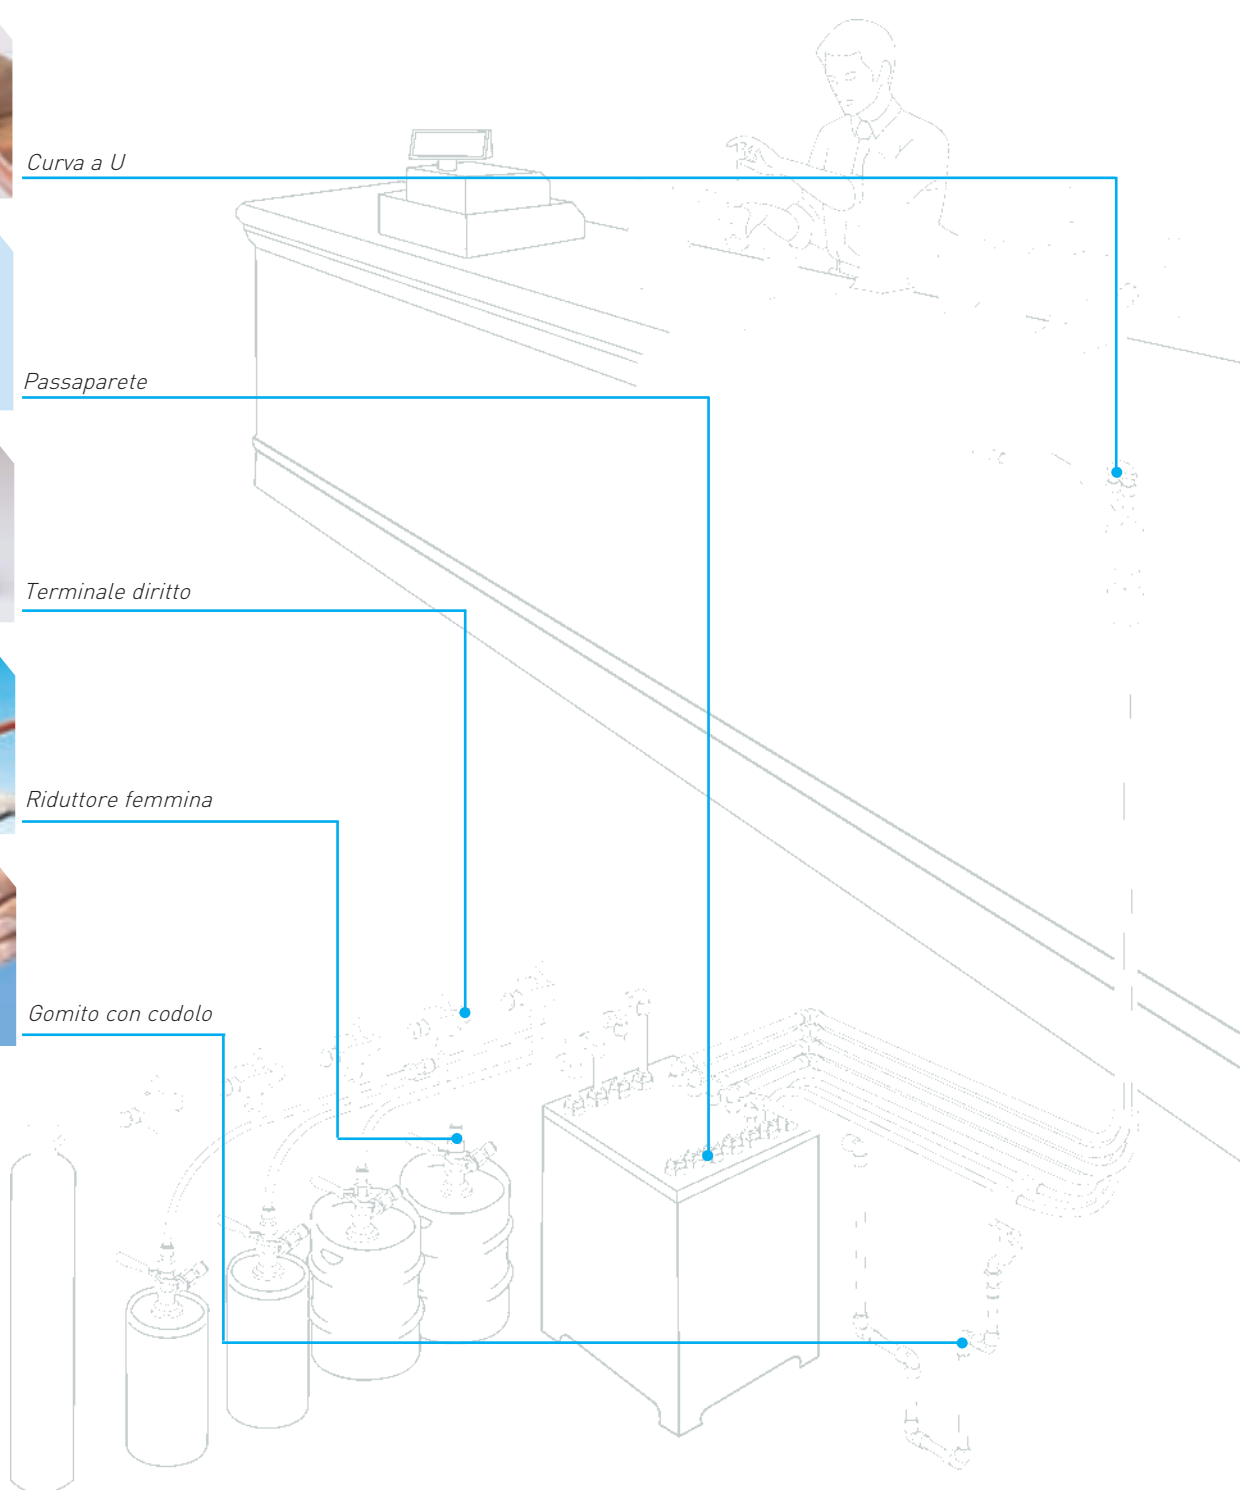 Curva a U
Passaparete
Terminale diritto
Riduttore femmina
Gomito con codolo